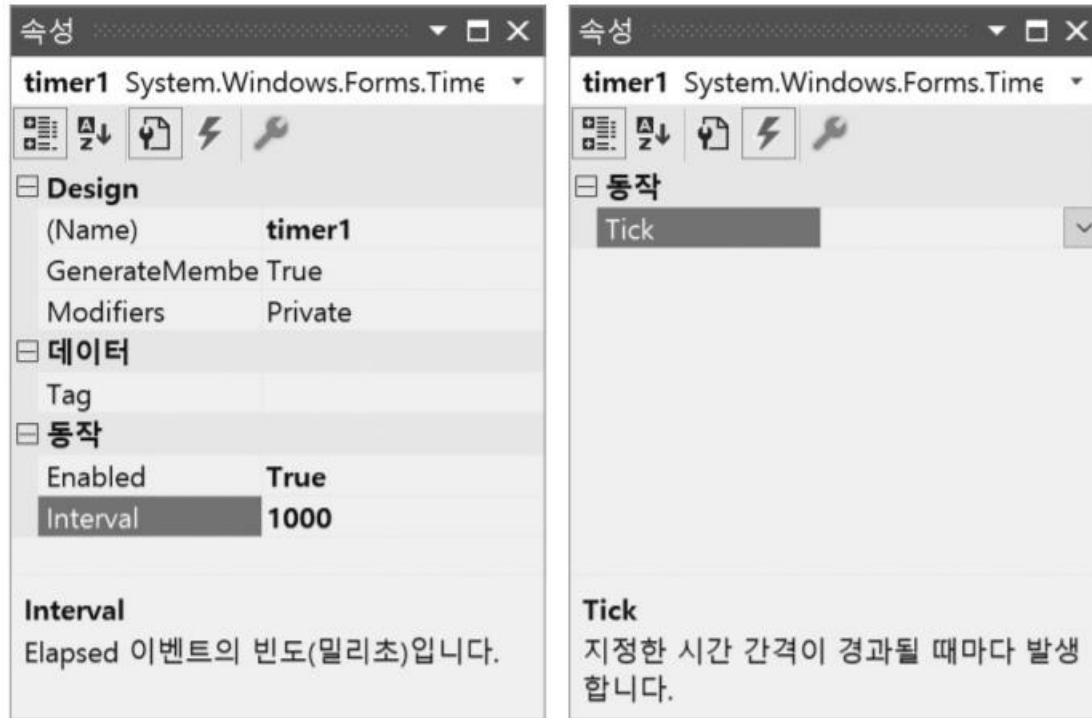 속성
timer1 System.Windows.Forms.Time
Design
(Name) timer1
GenerateMembe True
Modifiers Private
데이터
Tag
동작
Enabled True
Interval 1000
Interval
Elapsed 이벤트의 빈도(밀리초)입니다.
속성
timer1 System.Windows.Forms.Time
동작
Tick
Tick
지정한 시간 간격이 경과될 때마다 발생
합니다.